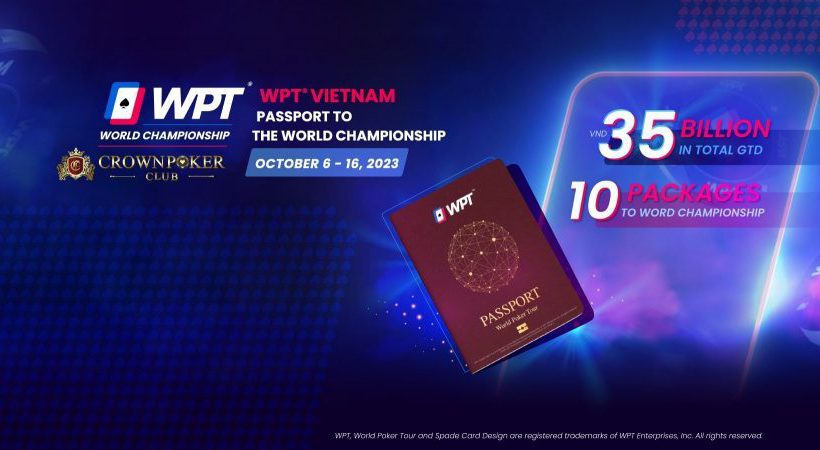 WPT®
WORLD CHAMPIONSHIP
CROWN POKER
CLUB
WPT® VIETNAM
PASSPORT TO
THE WORLD CHAMPIONSHIP
OCTOBER 6 - 16, 2023
VND 35 BILLION
IN TOTAL GTD
10 PACKAGES
TO WORD CHAMPIONSHIP
WPT
PASSPORT
World Poker Tour
WPT, World Poker Tour and Spade Card Design are registered trademarks of WPT Enterprises, Inc. All rights reserved.